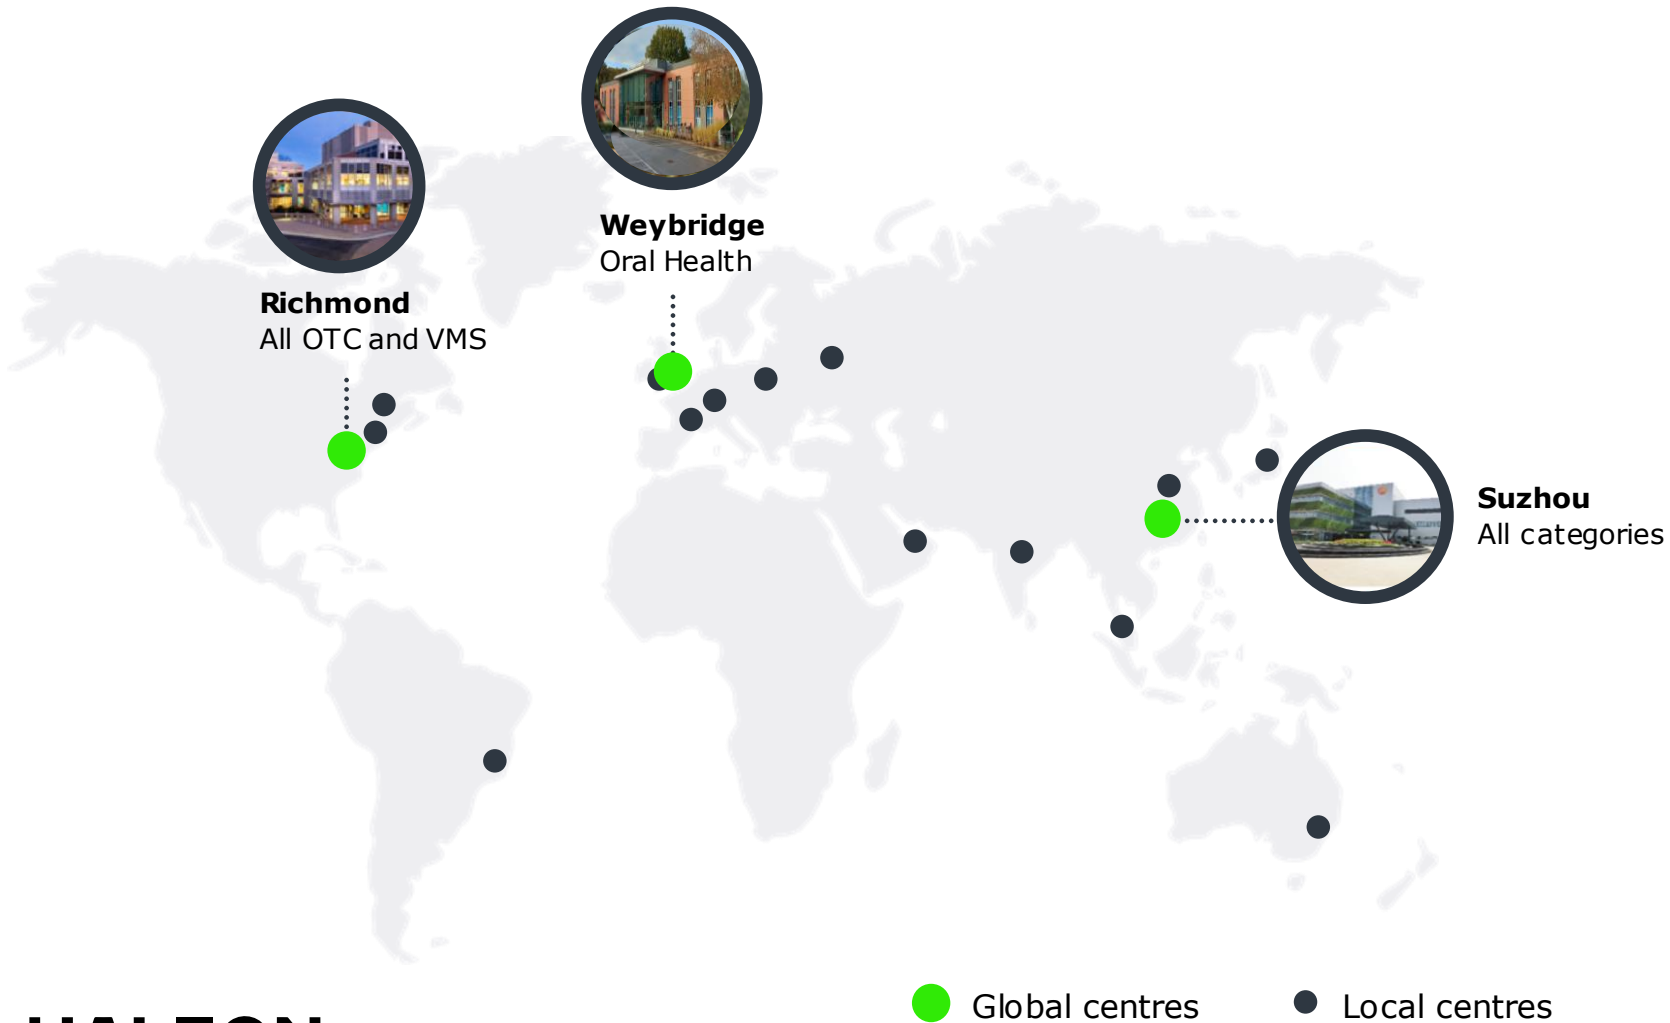 Weybridge
Oral Health
Richmond
All OTC and VMS
Suzhou
All categories
Global centres
Local centres